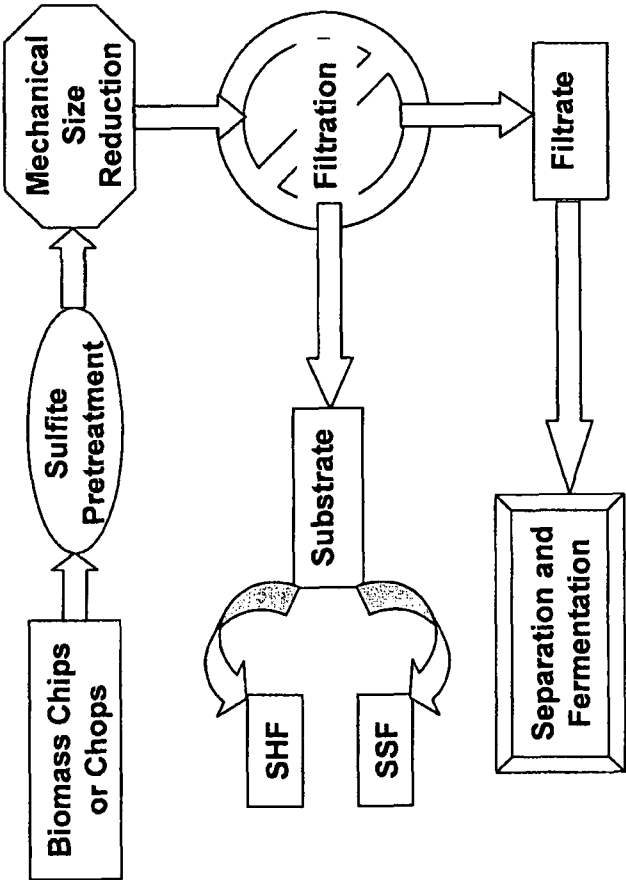 Biomass Chips
or Chops
Sulfite
Pretreatment
Mechanical
Size
Reduction
Filtration
Substrate
SHF
SSF
Filtrate
Separation and
Fermentation